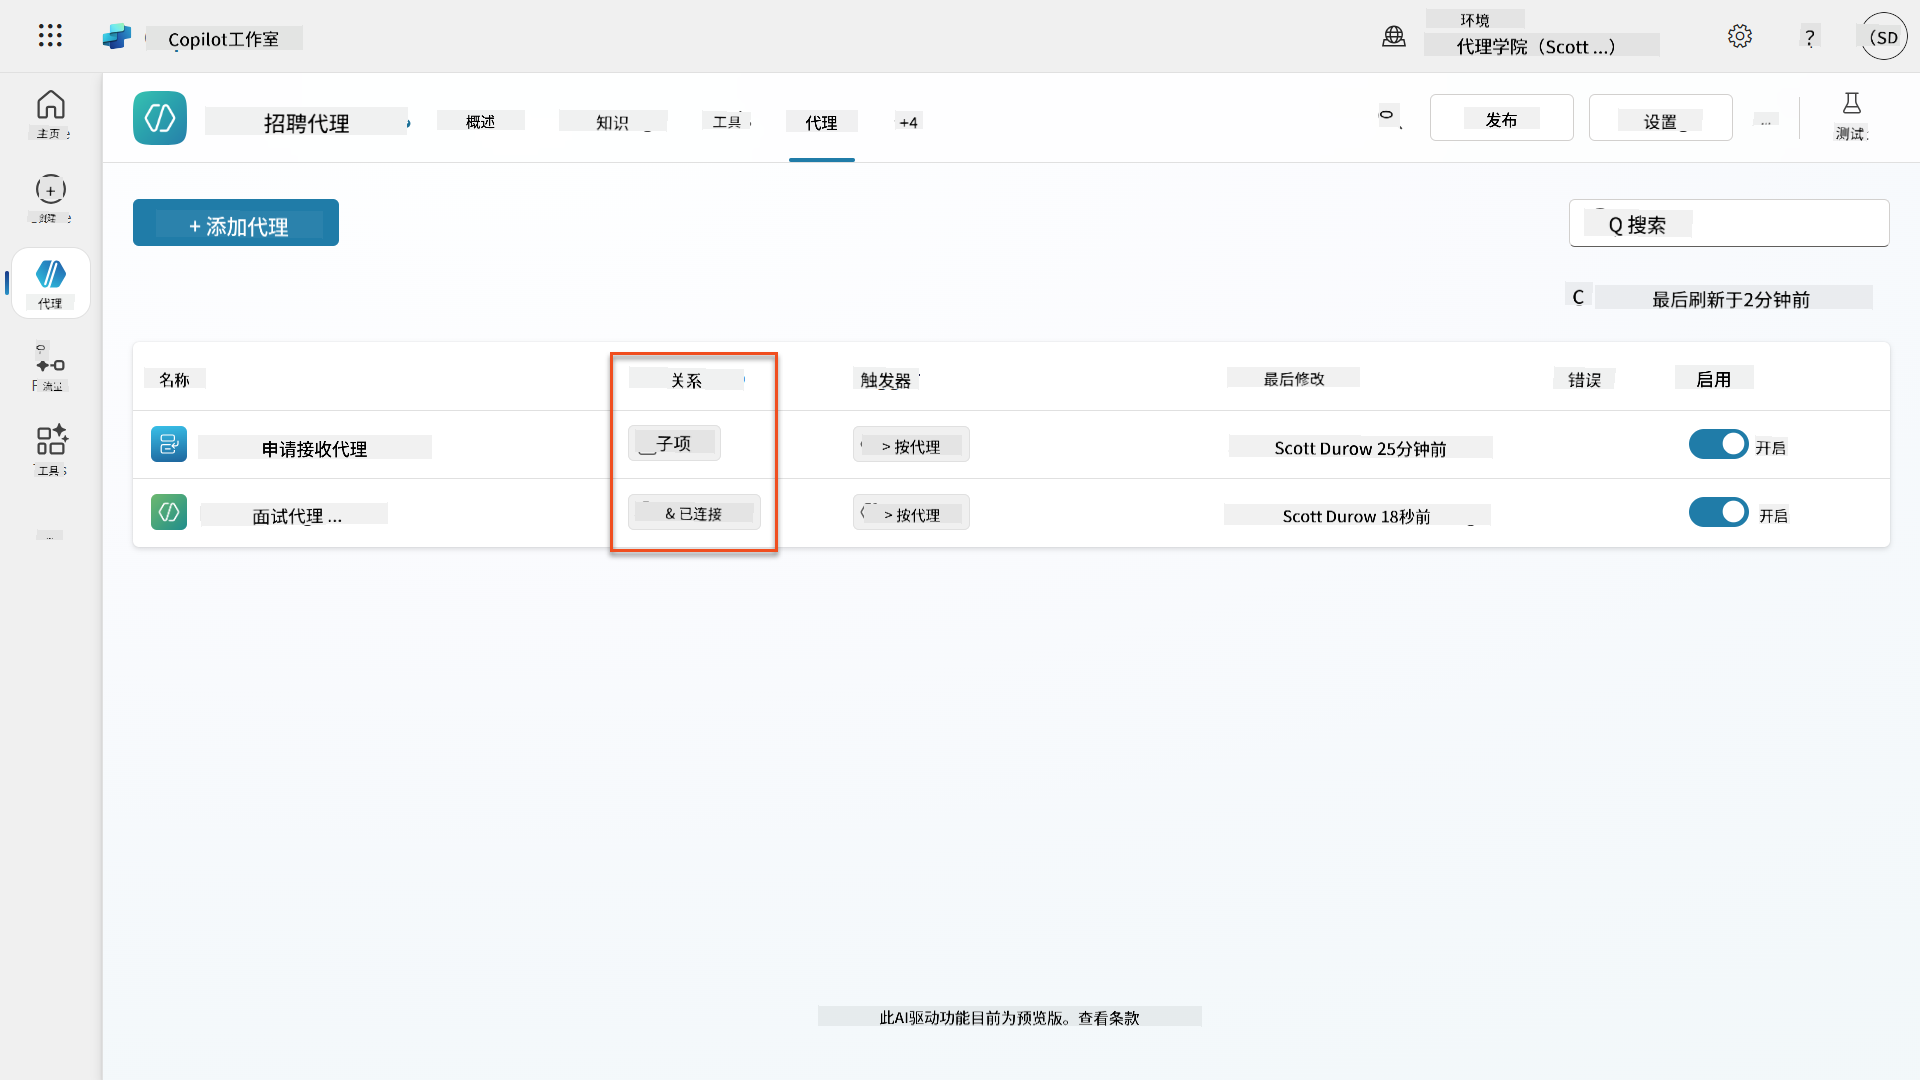 Copilot工作室
环境
代理学院（Scott ...）
?
（SD
主页
创建
代理
流量
工具
招聘代理
概述
知识
工具
代理
+4
发布
设置
...
测试
+ 添加代理
Q 搜索
C 最后刷新于2分钟前
名称
关系
触发器
最后修改
错误
启用
申请接收代理
子项
> 按代理
Scott Durow 25分钟前
开启
面试代理 ...
& 已连接
> 按代理
Scott Durow 18秒前
开启
此AI驱动功能目前为预览版。查看条款